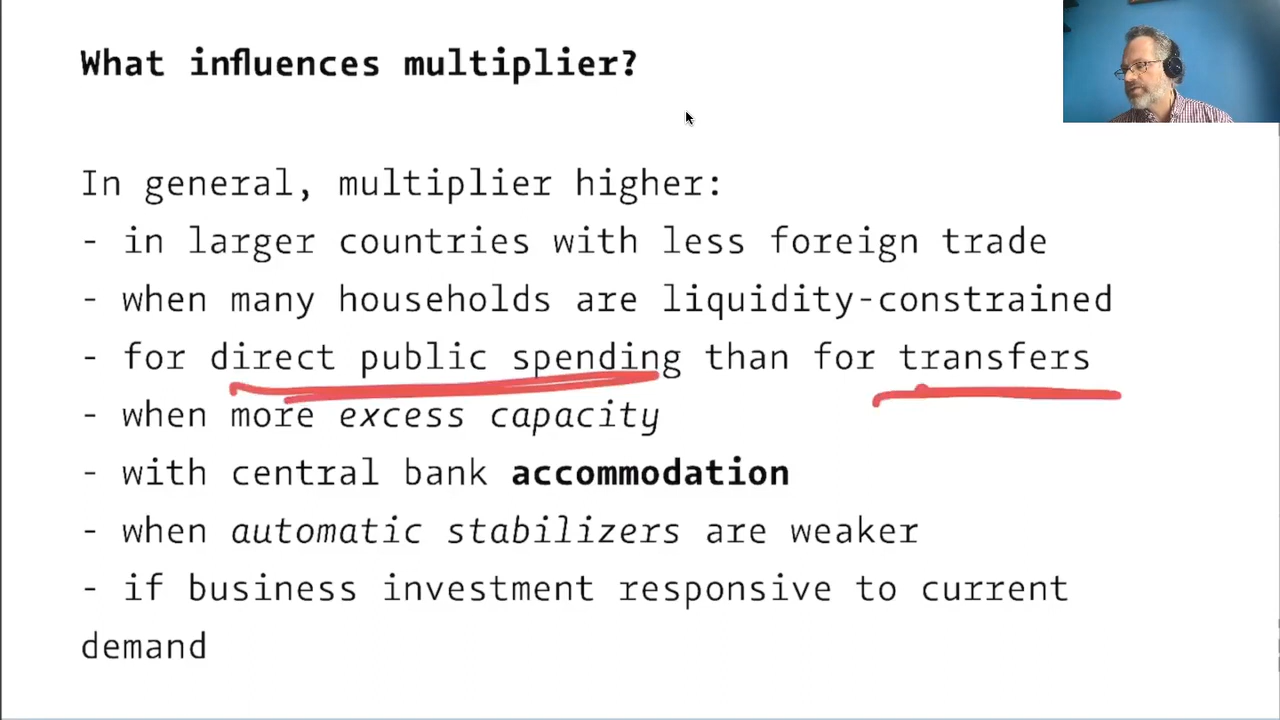 What influences multiplier?
In general, multiplier higher:
- in larger countries with less foreign trade
- when many households are liquidity-constrained
- for direct public spending than for transfers
- when more excess capacity
- with central bank accommodation
- when automatic stabilizers are weaker
- if business investment responsive to current
demand